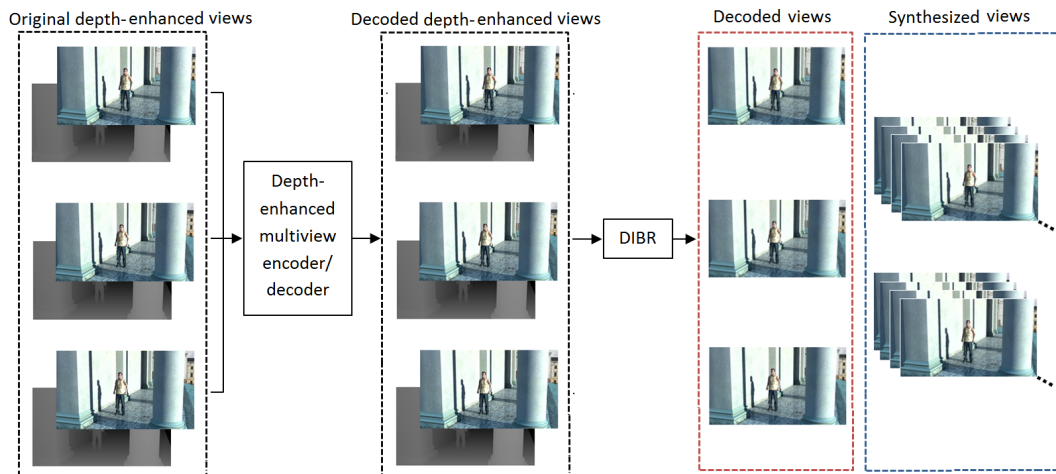 Original depth-enhanced views
Decoded depth-enhanced views
Decoded views
Synthesized views
Depth-
enhanced
multiview
encoder/
decoder
DIBR